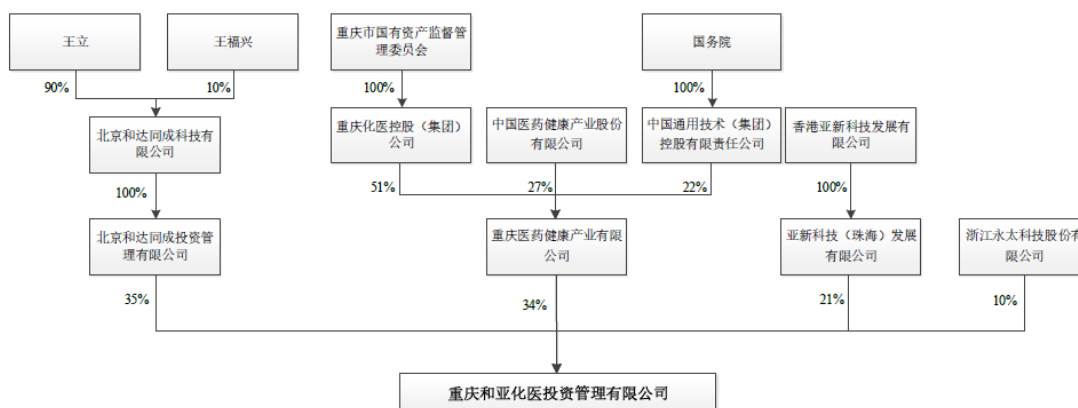 王立
王福兴
重庆市国有资产监督管
理委员会
国务院
90%
10%
100%
100%
北京和达同成科技有
限公司
重庆化医控股（集团）
公司
中国医药健康产业股份
有限公司
中国通用技术（集团）
控股有限责任公司
香港亚新科技发展有
限公司
100%
51%
27%
22%
100%
北京和达同成投资管
理有限公司
重庆医药健康产业有限
公司
亚新科技（珠海）发展
有限公司
浙江永太科技股份有
限公司
35%
34%
21%
10%
重庆和亚化医投资管理有限公司